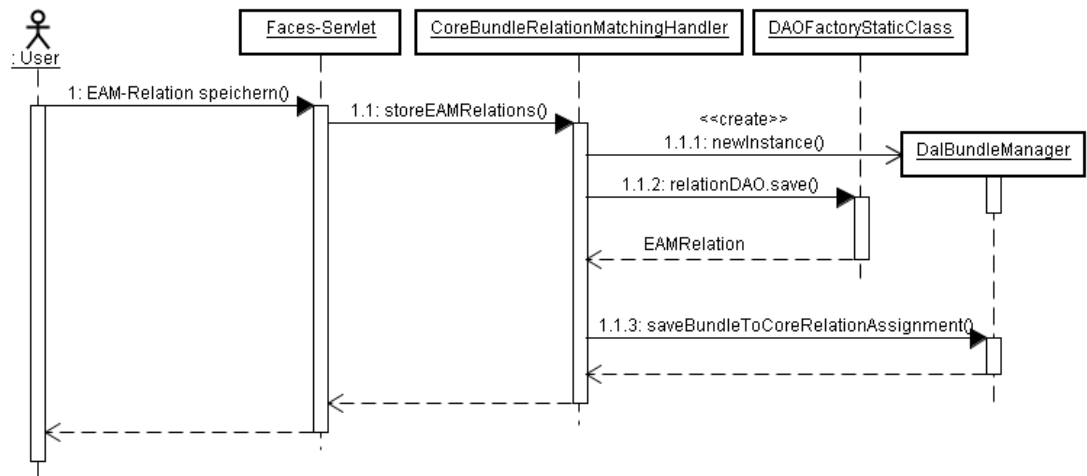 : User
Faces-Servlet
CoreBundleRelationMatchingHandler
DAOFactoryStaticClass
1: EAM-Relation speichern()
1.1: storeEAMRelations()
<<create>>
1.1.1: newInstance()
DalBundleManager
1.1.2: relationDAO.save()
EAMRelation
1.1.3: saveBundleToCoreRelationAssignment()